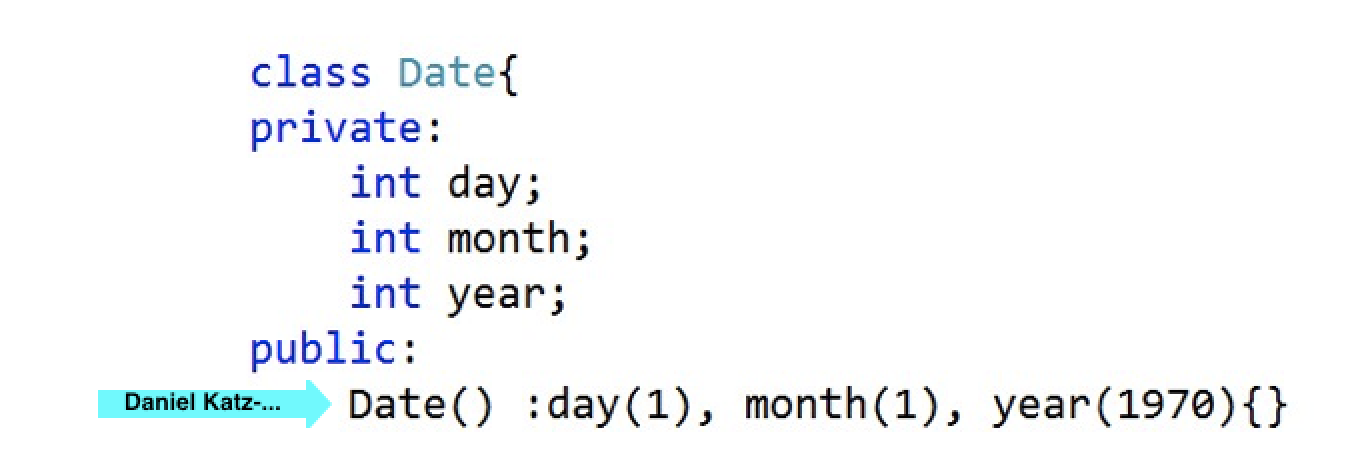 class Date{
private:
    int day;
    int month;
    int year;
public:
Daniel Katz-... Date() :day(1), month(1), year(1970){}